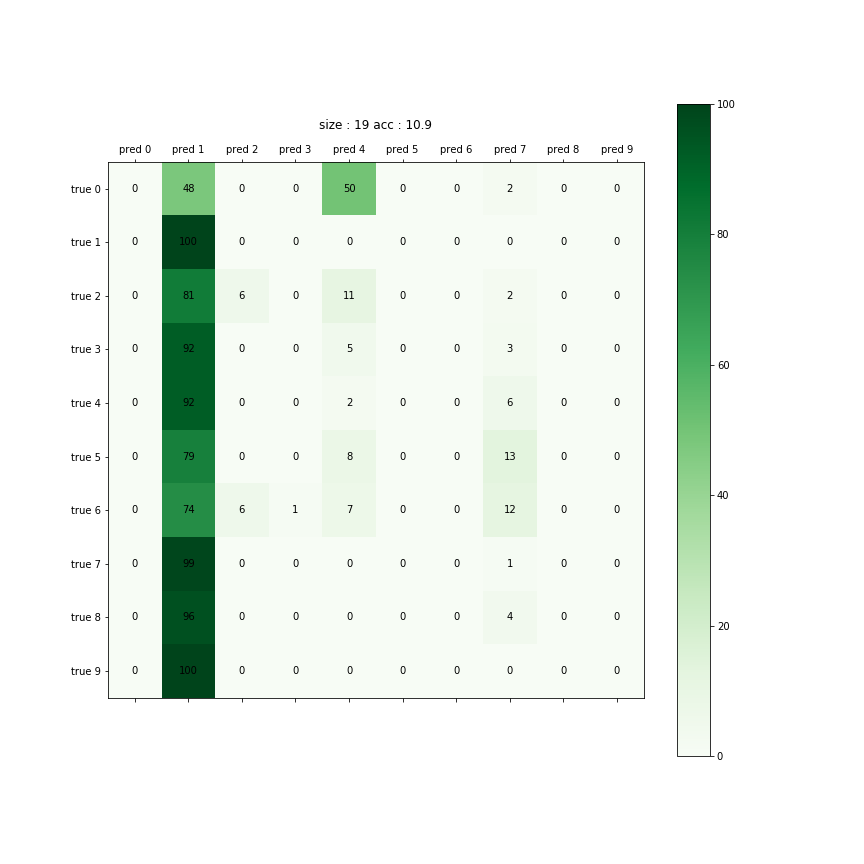 size : 19 acc : 10.9
pred 0 pred 1 pred 2 pred 3 pred 4 pred 5 pred 6 pred 7 pred 8 pred 9
true 0 0 48 0 0 50 0 0 2 0 0
true 1 0 100 0 0 0 0 0 0 0 0
true 2 0 81 6 0 11 0 0 2 0 0
true 3 0 92 0 0 5 0 0 3 0 0
true 4 0 92 0 0 2 0 0 6 0 0
true 5 0 79 0 0 8 0 0 13 0 0
true 6 0 74 6 1 7 0 0 12 0 0
true 7 0 99 0 0 0 0 0 1 0 0
true 8 0 96 0 0 0 0 0 4 0 0
true 9 0 100 0 0 0 0 0 0 0 0
100
80
60
40
20
0